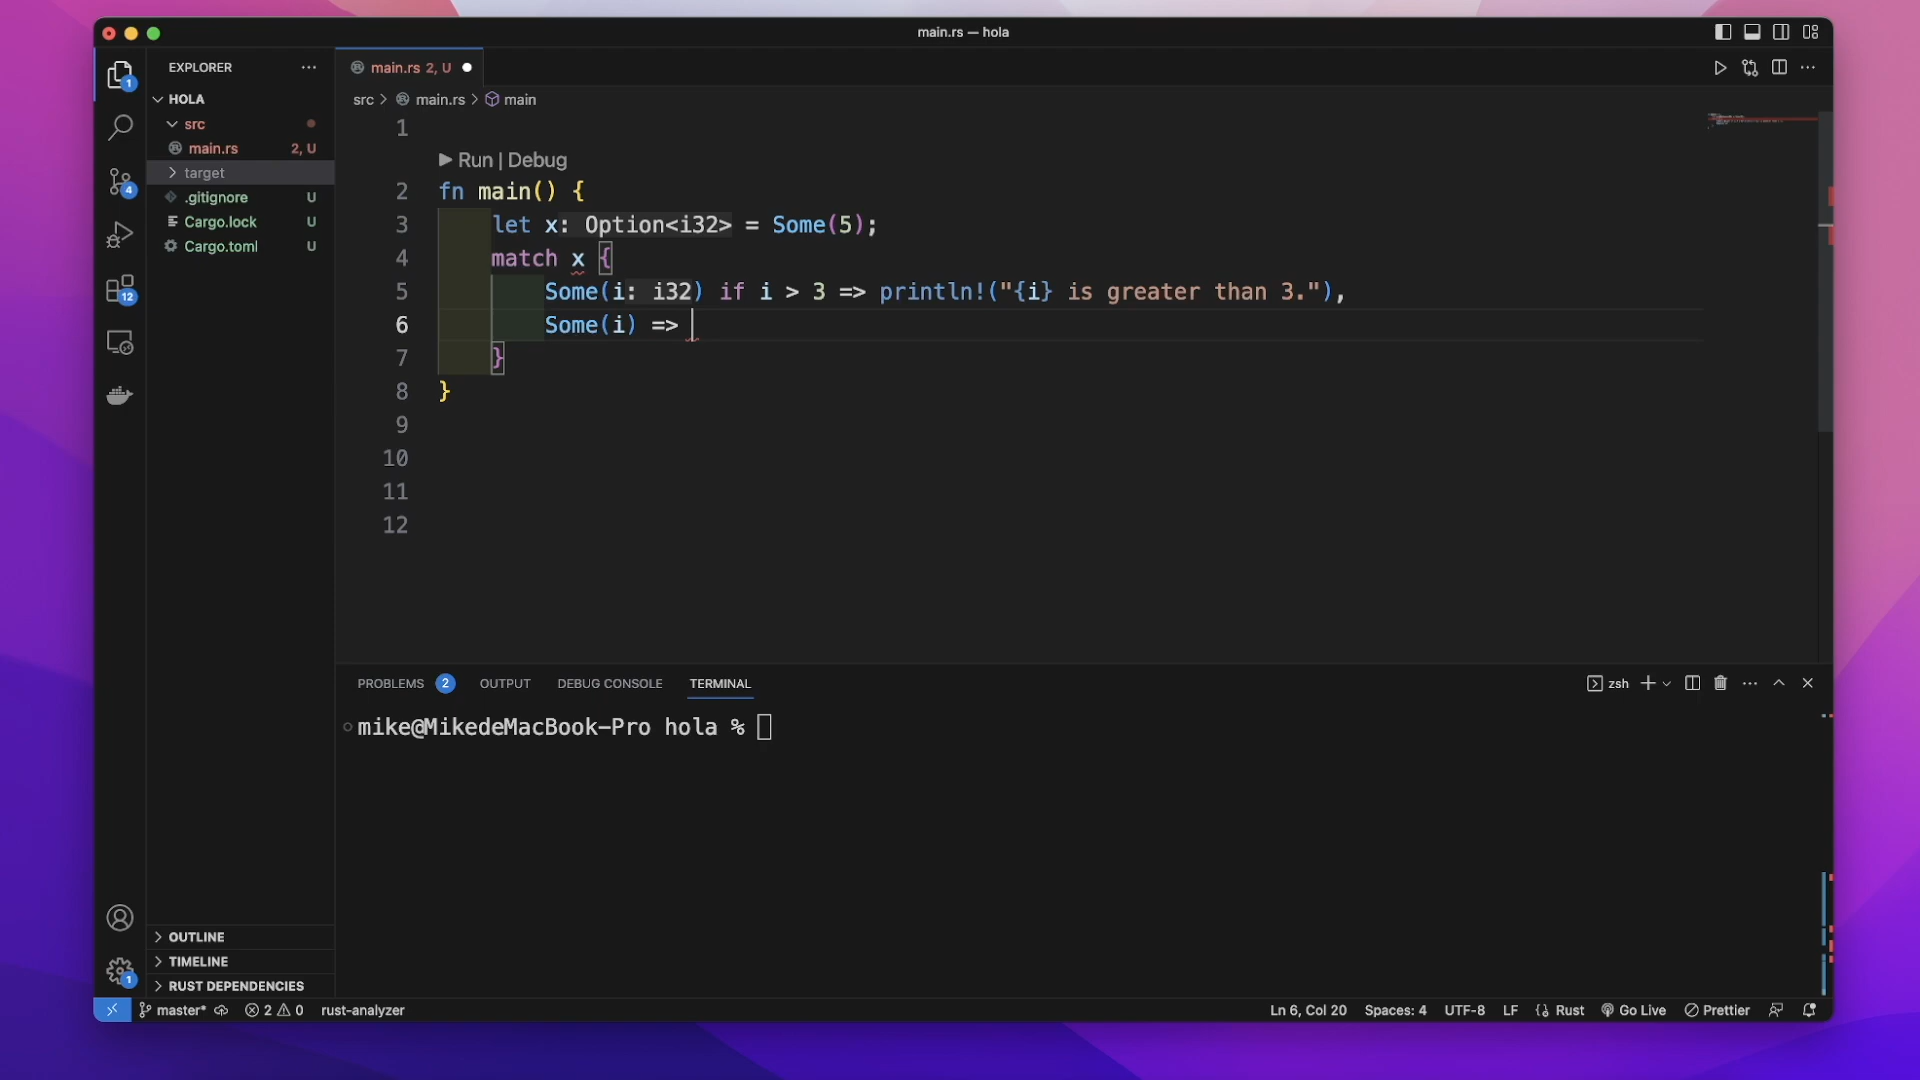 main.rs — hola
EXPLORER
HOLA
src
main.rs 2, U
target
.gitignore U
Cargo.lock U
Cargo.toml U
OUTLINE
TIMELINE
RUST DEPENDENCIES
1
4
12
1
main.rs 2, U
src > main.rs > main
1
Run | Debug
2 fn main() {
3 let x: Option<i32> = Some(5);
4 match x {
5 Some(i: i32) if i > 3 => println!("{i} is greater than 3."),
6 Some(i) =>
7 }
8 }
9
10
11
12
PROBLEMS 2 OUTPUT DEBUG CONSOLE TERMINAL
zsh
mike@MikedeMacBook-Pro hola %
master* 2 0 rust-analyzer
Ln 6, Col 20 Spaces: 4 UTF-8 LF {} Rust Go Live Prettier